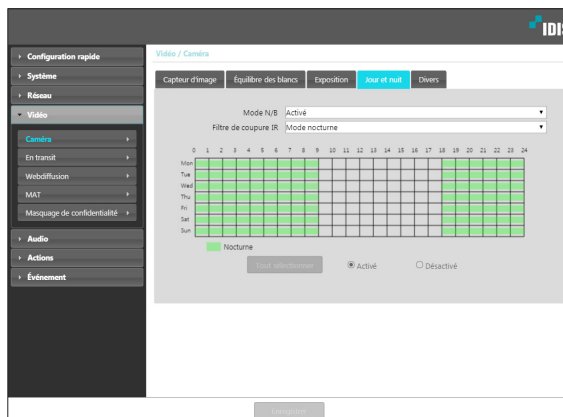 IDIS
Configuration rapide
Système
Réseau
Vidéo
Caméra
En transit
Webdiffusion
MAT
Masquage de confidentialité
Audio
Actions
Événement
Vidéo / Caméra
Capteur d'image Équilibre des blancs Exposition Jour et nuit Divers
Mode N/B Activé
Filtre de coupure IR Mode nocturne
0 1 2 3 4 5 6 7 8 9 10 11 12 13 14 15 16 17 18 19 20 21 22 23 24
Mon
Tue
Wed
Thu
Fri
Sat
Sun
Nocturne
Tout sélectionner Activé Désactivé
Enregistrer